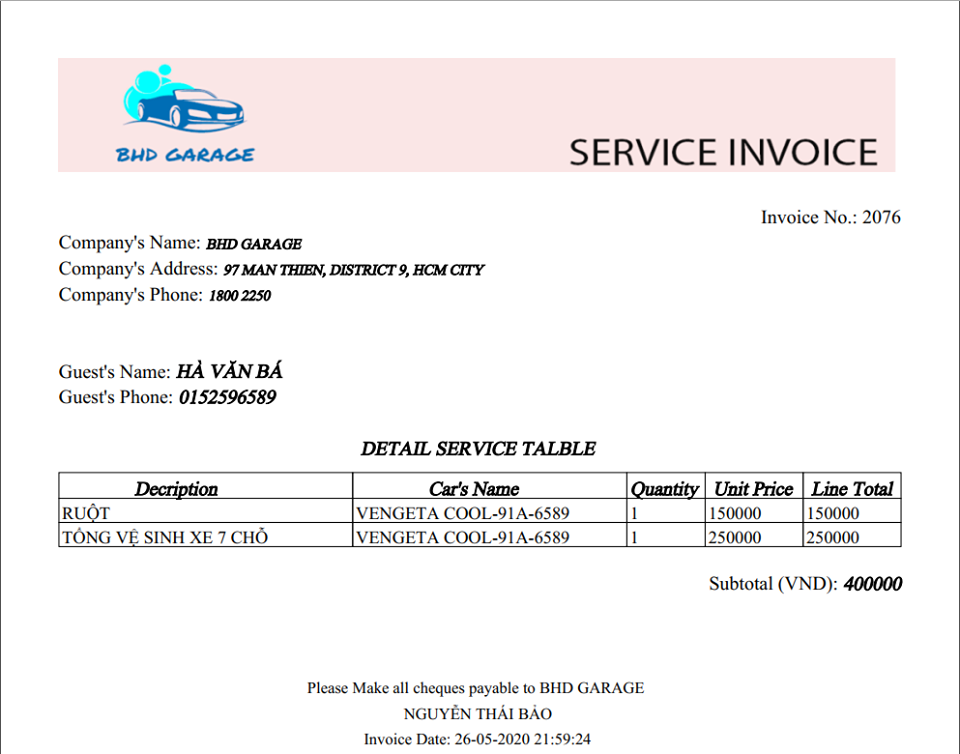 BHD GARAGE
SERVICE INVOICE
Invoice No.: 2076
Company's Name: BHD GARAGE
Company's Address: 97 MAN THIEN, DISTRICT 9, HCM CITY
Company's Phone: 1800 2250
Guest's Name: HÀ VĂN BÁ
Guest's Phone: 0152596589
DETAIL SERVICE TALBLE
Decription Car's Name Quantity Unit Price Line Total
RUỘT VENGETA COOL-91A-6589 1 150000 150000
TỔNG VỆ SINH XE 7 CHỖ VENGETA COOL-91A-6589 1 250000 250000
Subtotal (VND): 400000
Please Make all cheques payable to BHD GARAGE
NGUYỄN THÁI BẢO
Invoice Date: 26-05-2020 21:59:24